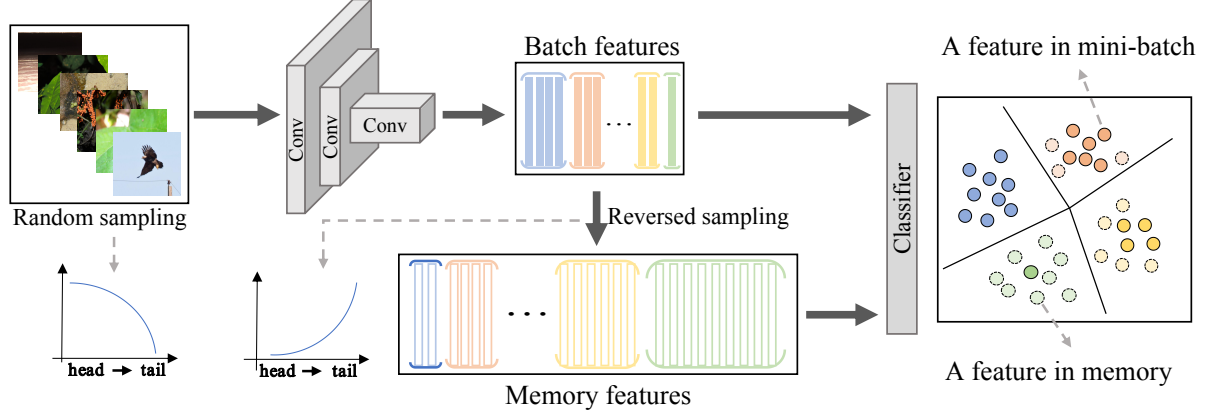 Random sampling
head → tail
Conv
Conv
Conv
Batch features
...
Reversed sampling
head → tail
...
Memory features
Classifier
A feature in mini-batch
A feature in memory